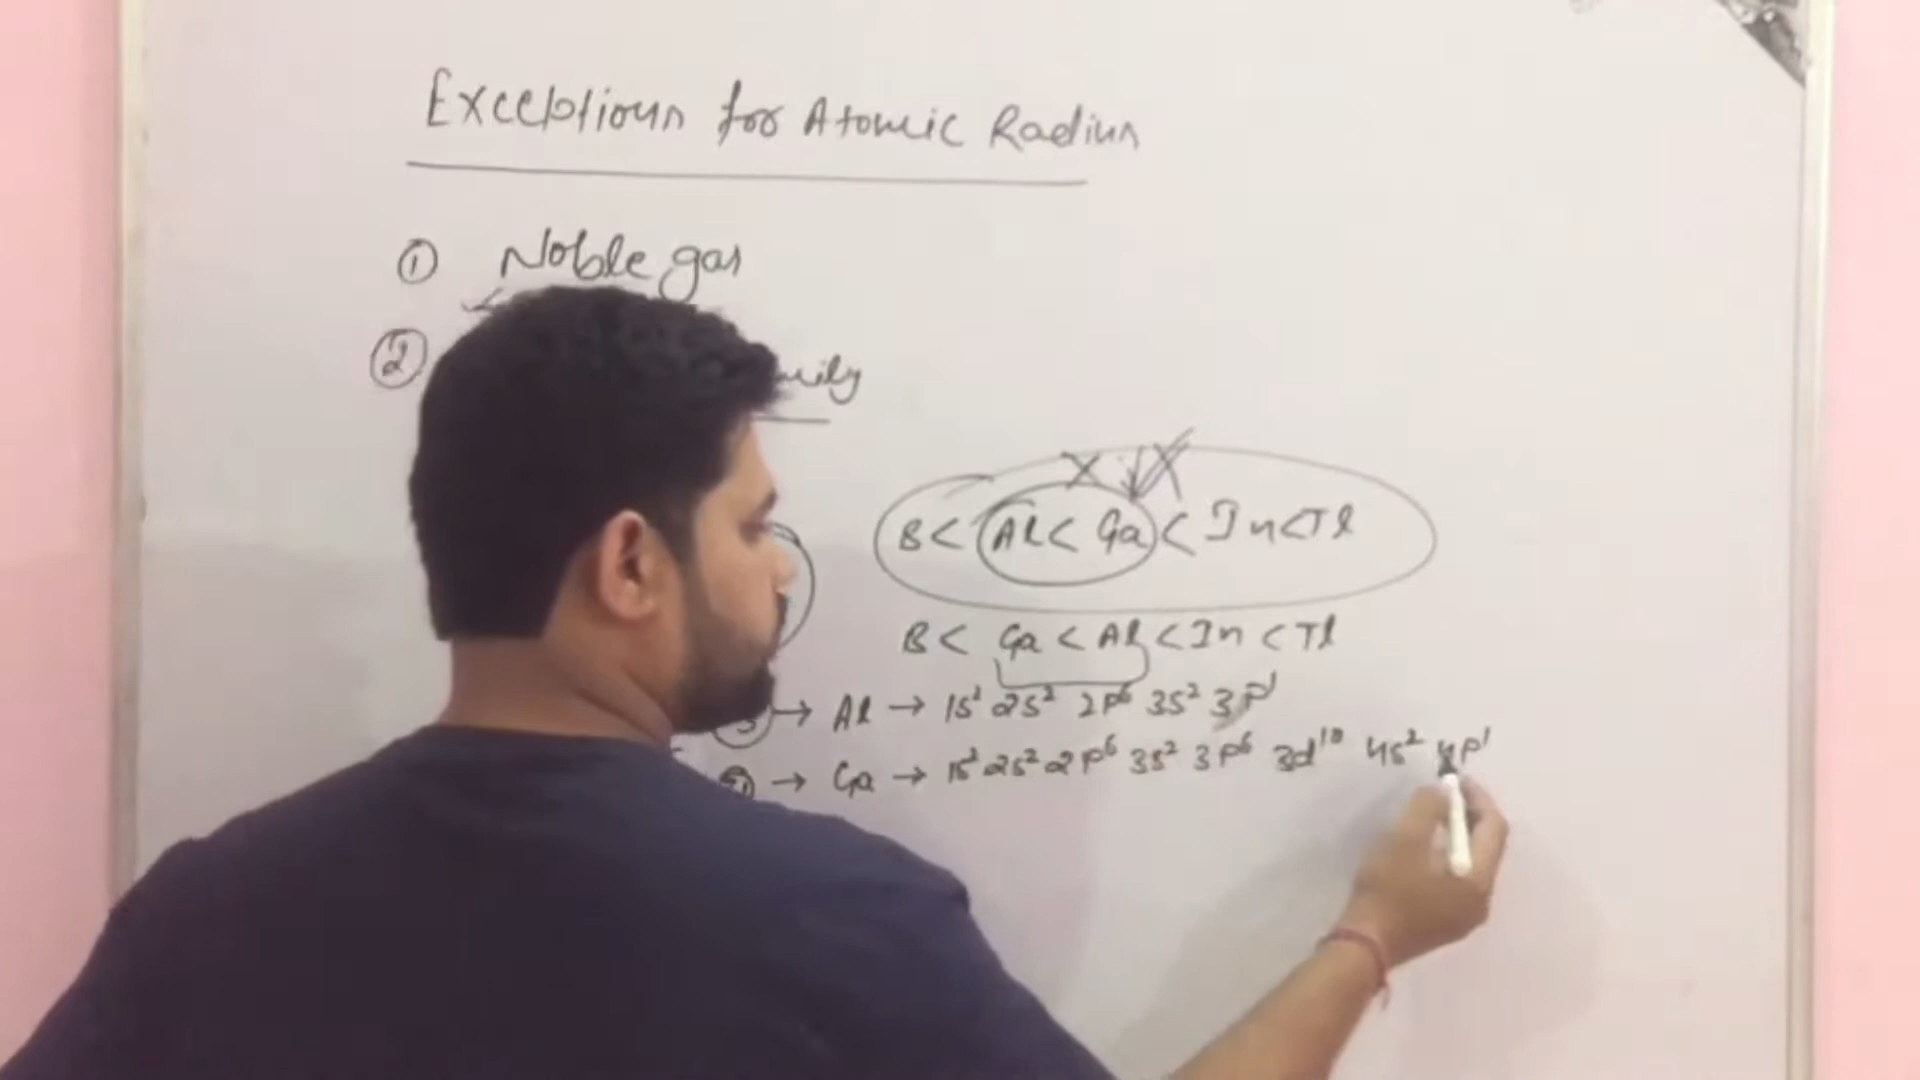 Exceptions for Atomic Radius
① Noble gas
②
B < Al < Ga < In < Tl
B < Ga < Al < In < Tl
→ Al → 1s² 2s² 2p⁶ 3s² 3p¹
→ Ga → 1s² 2s² 2p⁶ 3s² 3p⁶ 3d¹⁰ 4s² 4p¹